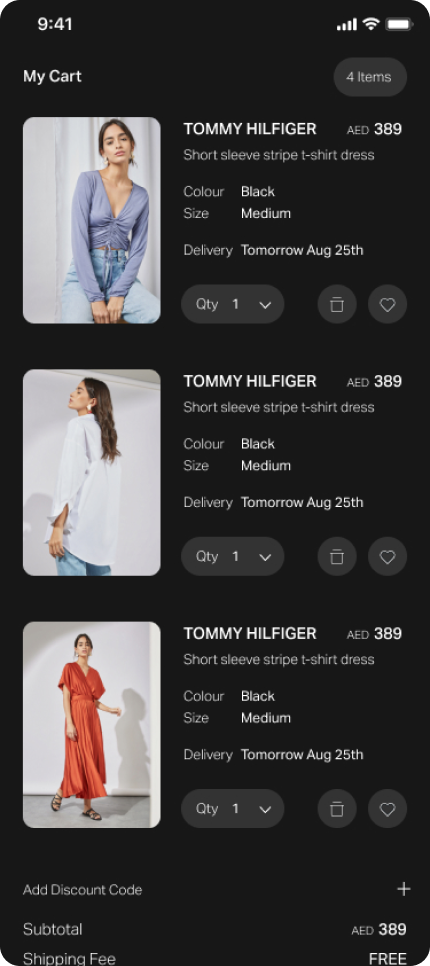 9:41
My Cart
4 Items
TOMMY HILFIGER AED 389
Short sleeve stripe t-shirt dress
Colour Black
Size Medium
Delivery Tomorrow Aug 25th
Qty 1
TOMMY HILFIGER AED 389
Short sleeve stripe t-shirt dress
Colour Black
Size Medium
Delivery Tomorrow Aug 25th
Qty 1
TOMMY HILFIGER AED 389
Short sleeve stripe t-shirt dress
Colour Black
Size Medium
Delivery Tomorrow Aug 25th
Qty 1
Add Discount Code
Subtotal AED 389
Shipping Fee FREE